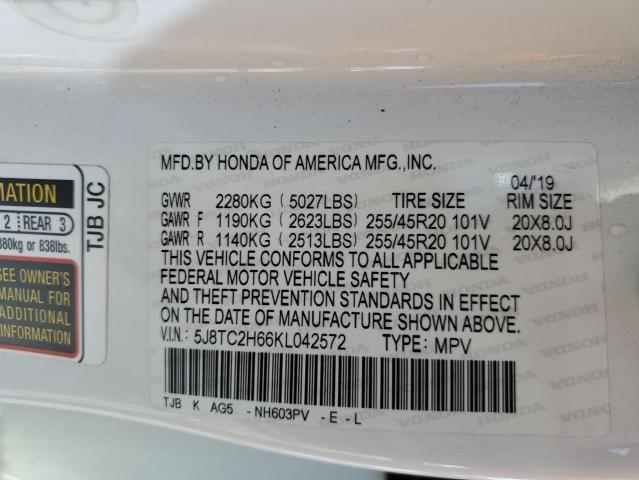 MFD.BY HONDA OF AMERICA MFG.,INC.
04/'19
GVWR 2280KG (5027LBS) TIRE SIZE RIM SIZE
GAWR F 1190KG (2623LBS) 255/45R20 101V 20X8.0J
GAWR R 1140KG (2513LBS) 255/45R20 101V 20X8.0J
THIS VEHICLE CONFORMS TO ALL APPLICABLE
FEDERAL MOTOR VEHICLE SAFETY
AND THEFT PREVENTION STANDARDS IN EFFECT
ON THE DATE OF MANUFACTURE SHOWN ABOVE.
V.I.N.: 5J8TC2H66KL042572 TYPE: MPV
TJB K AG5 -NH603PV -E-L
TJB JC
MATION
2 REAR 3
380kg or 838lbs.
SEE OWNER'S
MANUAL FOR
ADDITIONAL
INFORMATION
HONDA